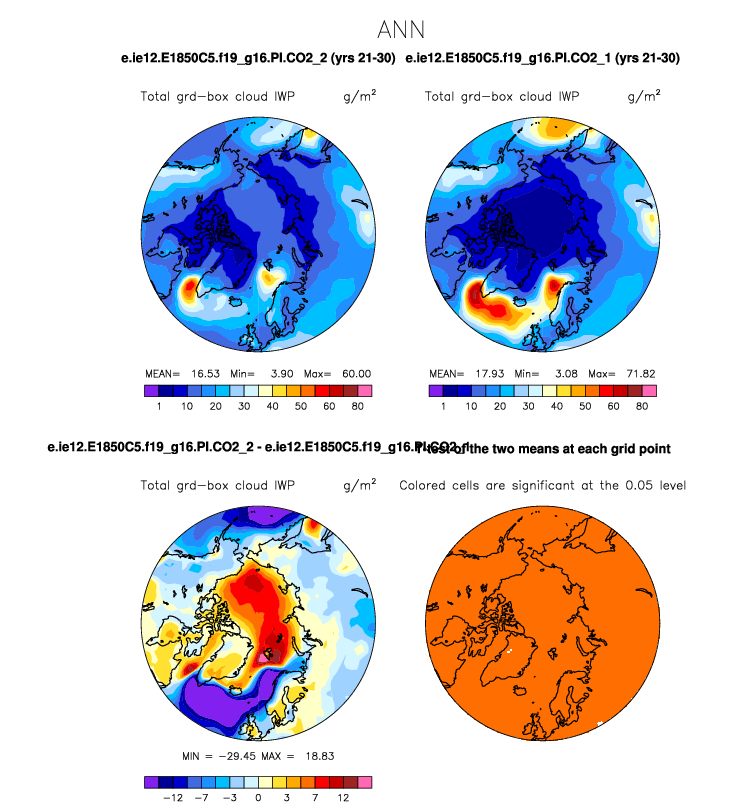 ANN
e.ie12.E1850C5.f19_g16.PI.CO2_2 (yrs 21-30) e.ie12.E1850C5.f19_g16.PI.CO2_1 (yrs 21-30)
Total grd-box cloud IWP g/m² Total grd-box cloud IWP g/m²
MEAN= 16.53 Min= 3.90 Max= 60.00 MEAN= 17.93 Min= 3.08 Max= 71.82
1 10 20 30 40 50 60 80 1 10 20 30 40 50 60 80
e.ie12.E1850C5.f19_g16.PI.CO2_2 - e.ie12.E1850C5.f19_g16.PI.CO2_1 T-test of the two means at each grid point
Total grd-box cloud IWP g/m² Colored cells are significant at the 0.05 level
MIN = -29.45 MAX = 18.83
-12 -7 -3 0 3 7 12